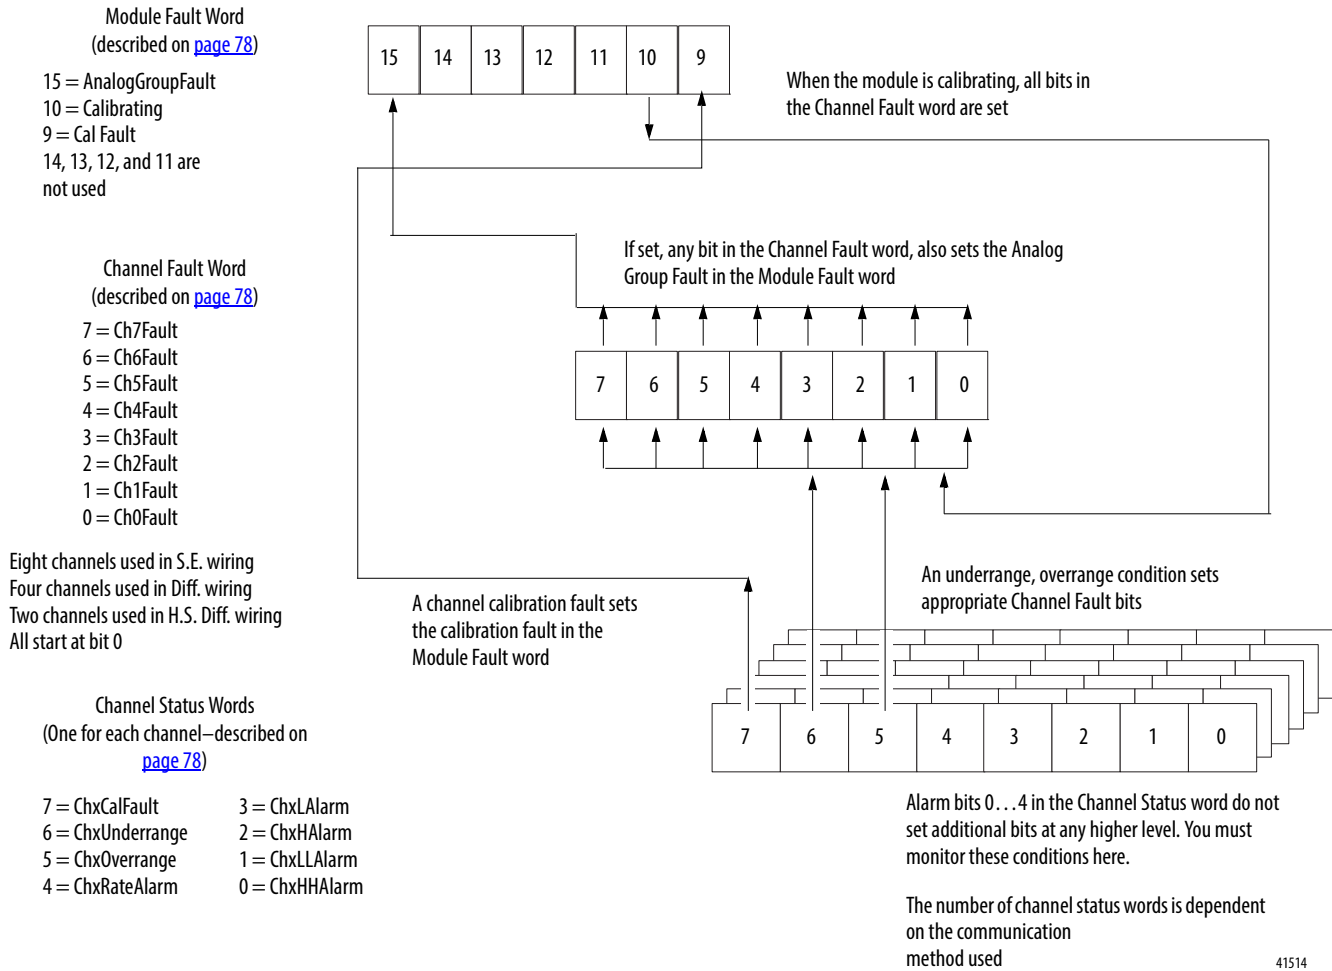 Module Fault Word
(described on page 78)
15 = AnalogGroupFault
10 = Calibrating
9 = Cal Fault
14, 13, 12, and 11 are
not used
15 14 13 12 11 10 9
When the module is calibrating, all bits in
the Channel Fault word are set
If set, any bit in the Channel Fault word, also sets the Analog
Group Fault in the Module Fault word
Channel Fault Word
(described on page 78)
7 = Ch7Fault
6 = Ch6Fault
5 = Ch5Fault
4 = Ch4Fault
3 = Ch3Fault
2 = Ch2Fault
1 = Ch1Fault
0 = Ch0Fault
7 6 5 4 3 2 1 0
Eight channels used in S.E. wiring
Four channels used in Diff. wiring
Two channels used in H.S. Diff. wiring
All start at bit 0
A channel calibration fault sets
the calibration fault in the
Module Fault word
An underrange, overrange condition sets
appropriate Channel Fault bits
7 6 5 4 3 2 1 0
Channel Status Words
(One for each channel–described on
page 78)
7 = ChxCalFault
6 = ChxUnderrange
5 = ChxOverrange
4 = ChxRateAlarm
3 = ChxLAlarm
2 = ChxHAlarm
1 = ChxLLAlarm
0 = ChxHHAlarm
Alarm bits 0…4 in the Channel Status word do not
set additional bits at any higher level. You must
monitor these conditions here.
The number of channel status words is dependent
on the communication
method used
41514